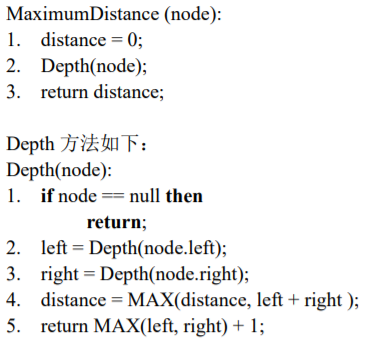 MaximumDistance (node):
1. distance = 0;
2. Depth(node);
3. return distance;
Depth 方法如下：
Depth(node):
1. if node == null then
return;
2. left = Depth(node.left);
3. right = Depth(node.right);
4. distance = MAX(distance, left + right );
5. return MAX(left, right) + 1;